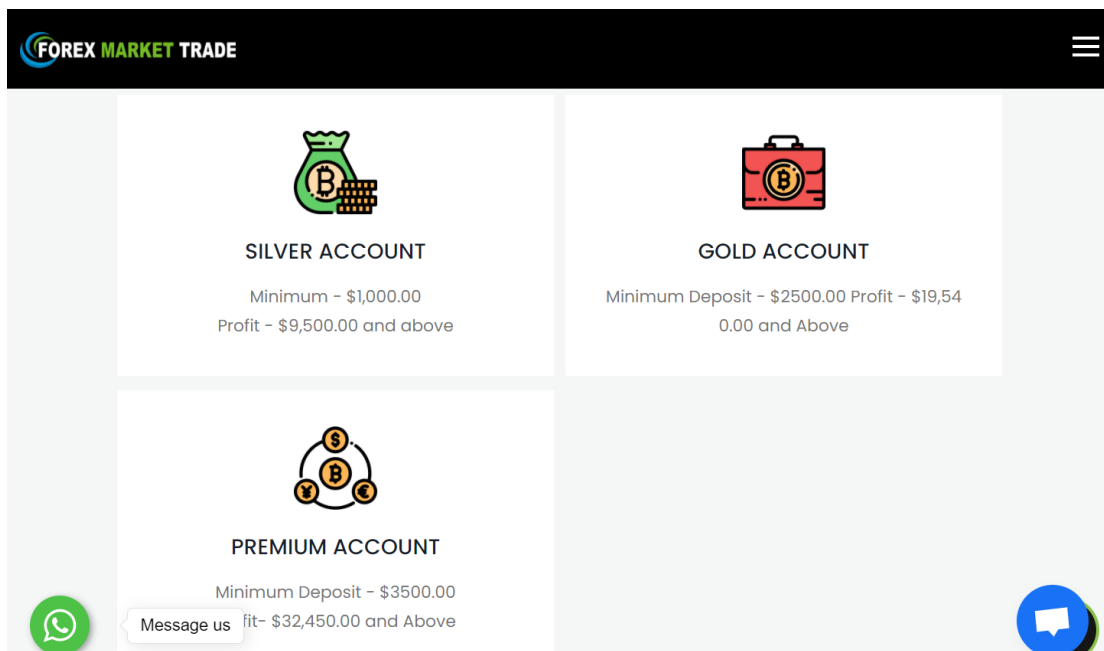 FOREX MARKET TRADE
SILVER ACCOUNT
Minimum - $1,000.00
Profit - $9,500.00 and above
GOLD ACCOUNT
Minimum Deposit - $2500.00 Profit - $19,54
0.00 and Above
PREMIUM ACCOUNT
Minimum Deposit - $3500.00
fit- $32,450.00 and Above
Message us